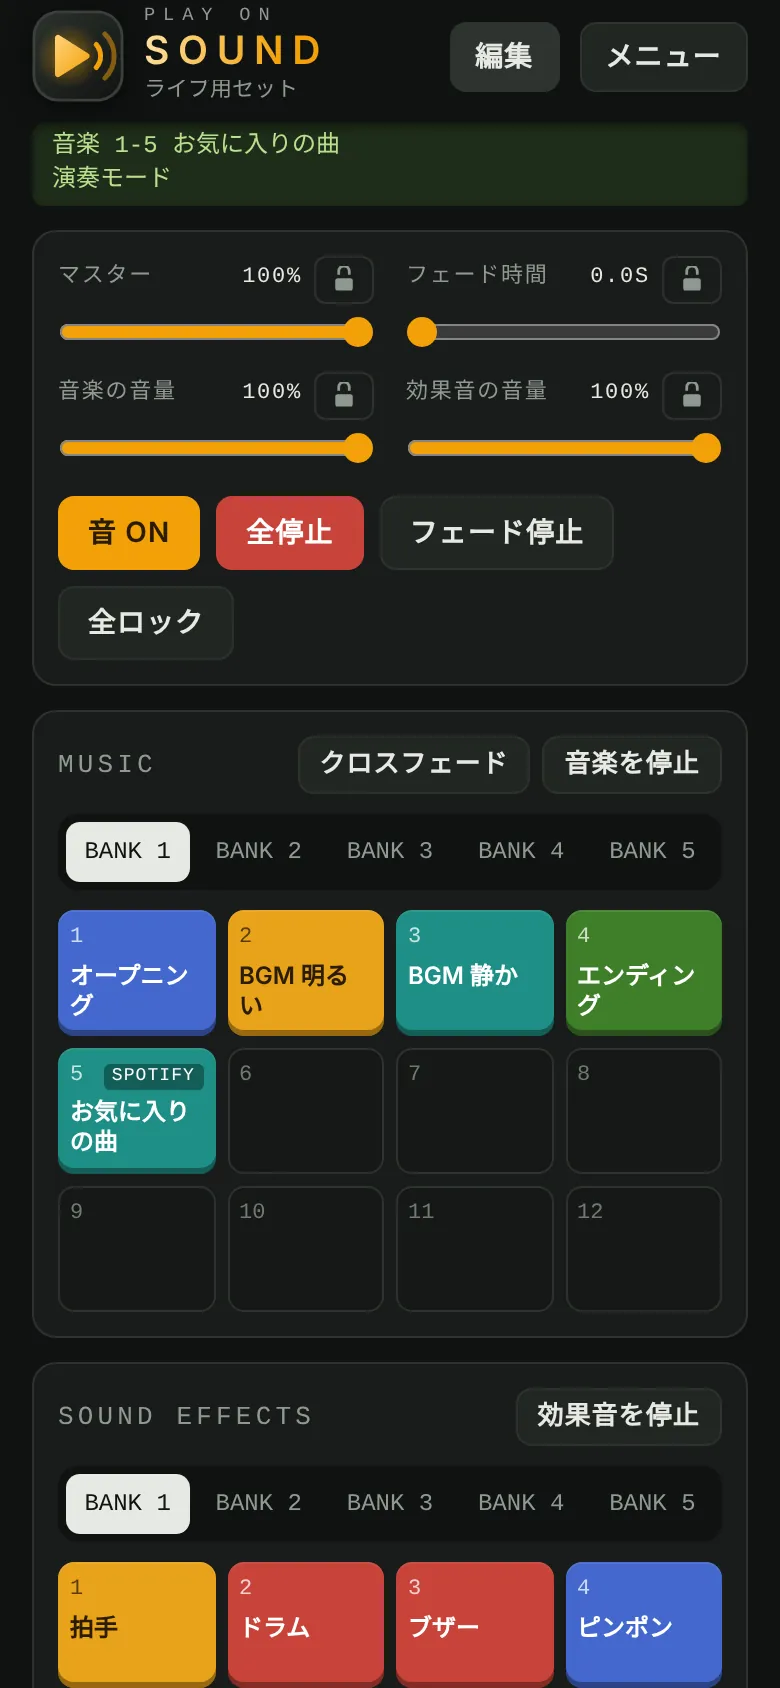 PLAY ON
SOUND
ライブ用セット
編集
メニュー
音楽 1-5 お気に入りの曲
演奏モード
マスター 100%
フェード時間 0.0S
音楽の音量 100%
効果音の音量 100%
音 ON
全停止
フェード停止
全ロック
MUSIC
クロスフェード
音楽を停止
BANK 1 BANK 2 BANK 3 BANK 4 BANK 5
1
オープニン
グ
2
BGM 明る
い
3
BGM 静か
4
エンディン
グ
5 SPOTIFY
お気に入り
の曲
6
7
8
9
10
11
12
SOUND EFFECTS
効果音を停止
BANK 1 BANK 2 BANK 3 BANK 4 BANK 5
1
拍手
2
ドラム
3
ブザー
4
ピンポン